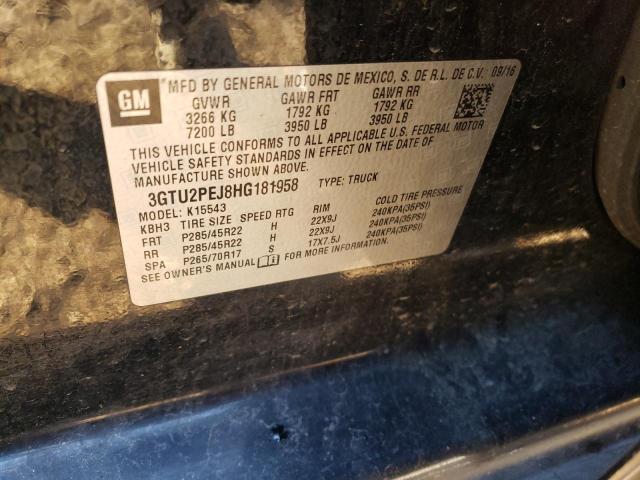 GM
MFD BY GENERAL MOTORS DE MEXICO, S. DE R.L. DE C.V. 09/16
GVWR GAWR FRT GAWR RR
3266 KG 1792 KG 1792 KG
7200 LB 3950 LB 3950 LB
THIS VEHICLE CONFORMS TO ALL APPLICABLE U.S. FEDERAL MOTOR
VEHICLE SAFETY STANDARDS IN EFFECT ON THE DATE OF
MANUFACTURE SHOWN ABOVE.
3GTU2PEJ8HG181958 TYPE: TRUCK
MODEL: K15543
KBH3 TIRE SIZE SPEED RTG RIM COLD TIRE PRESSURE
FRT P285/45R22 H 22X9J 240KPA(35PSI)
RR P285/45R22 H 22X9J 240KPA(35PSI)
SPA P265/70R17 S 17X7.5J 240KPA(35PSI)
SEE OWNER'S MANUAL FOR MORE INFORMATION.